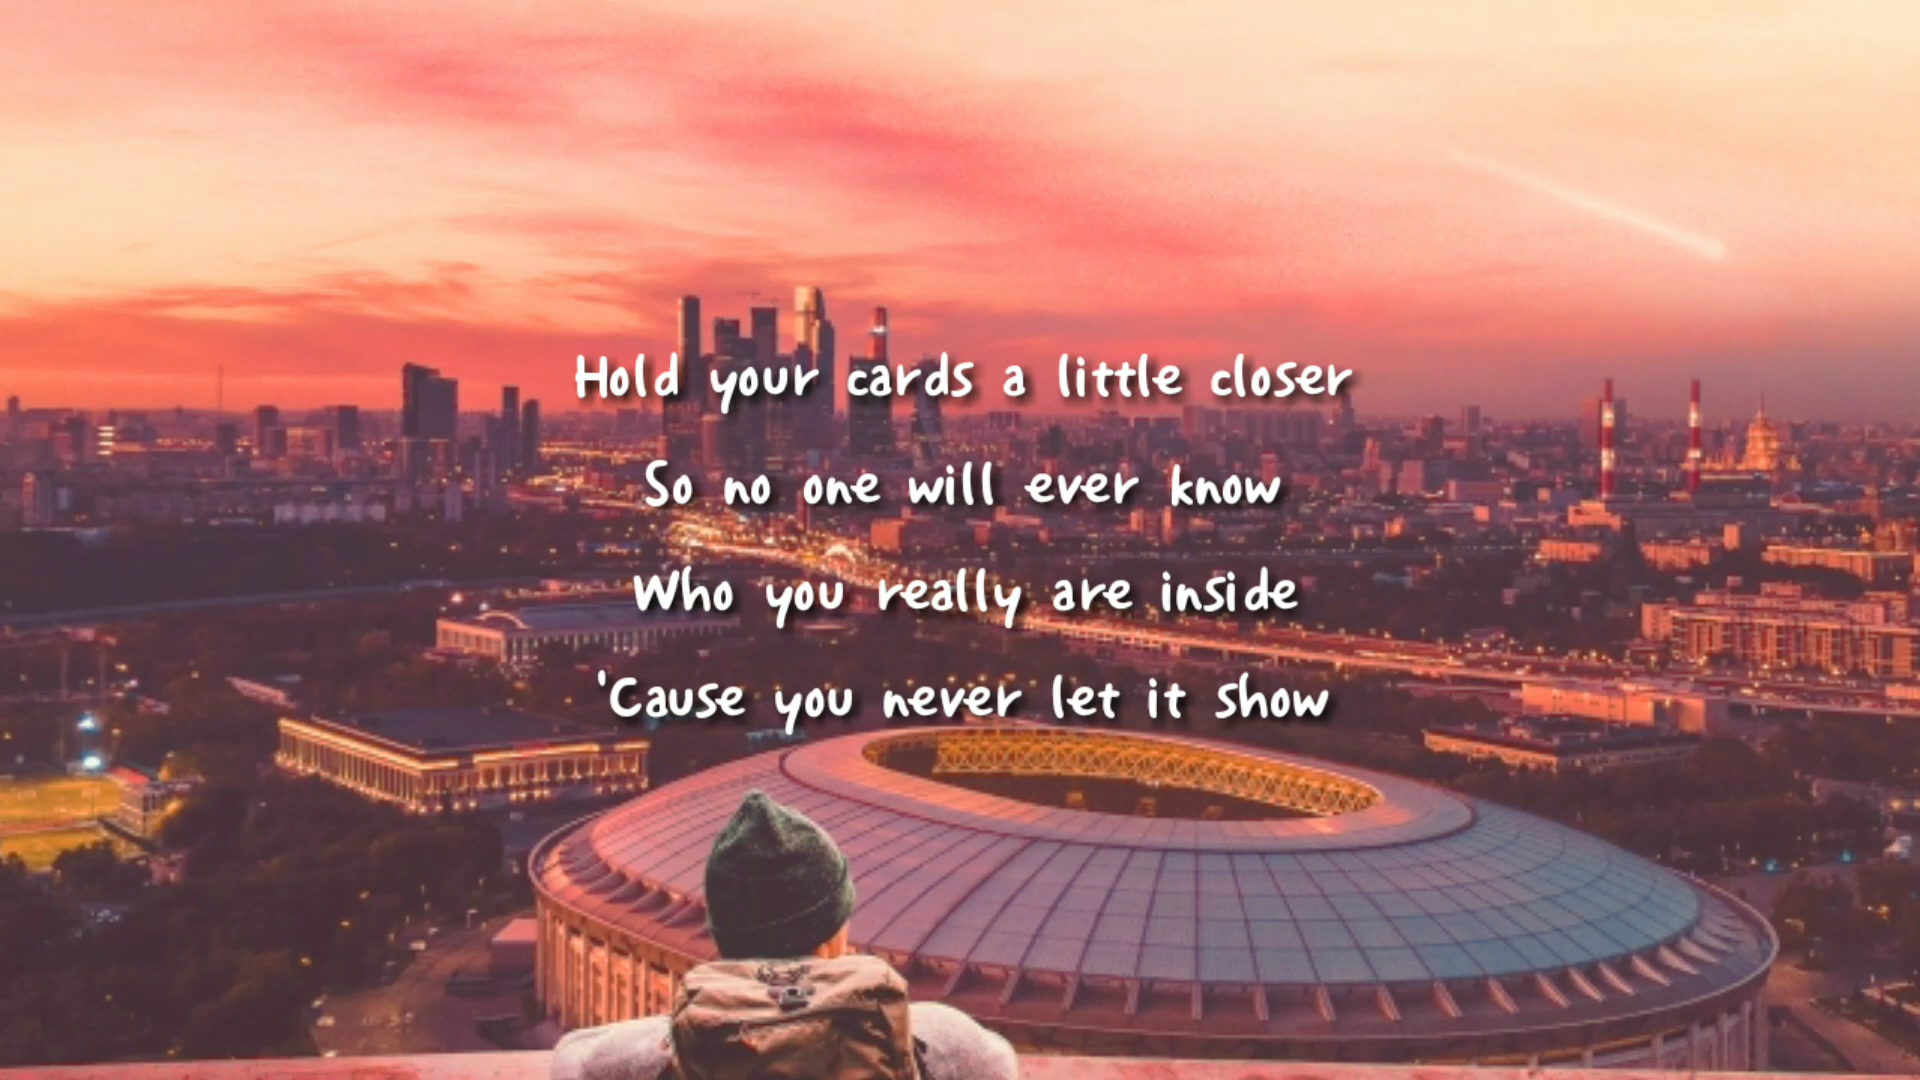 Hold your cards a little closer
So no one will ever know
Who you really are inside
'Cause you never let it show